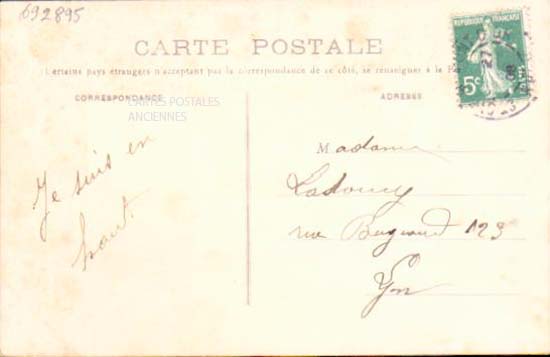 692895
CARTE POSTALE
Certains pays étrangers n'acceptant pas la correspondance de ce côté, se renseigner à la
CORRESPONDANCE
ADRESSE
CARTES POSTALES
ANCIENNES
REPUBLIQUE FRANÇAISE
5c
Je suis en
haut
Madame
rue 123
Lyon